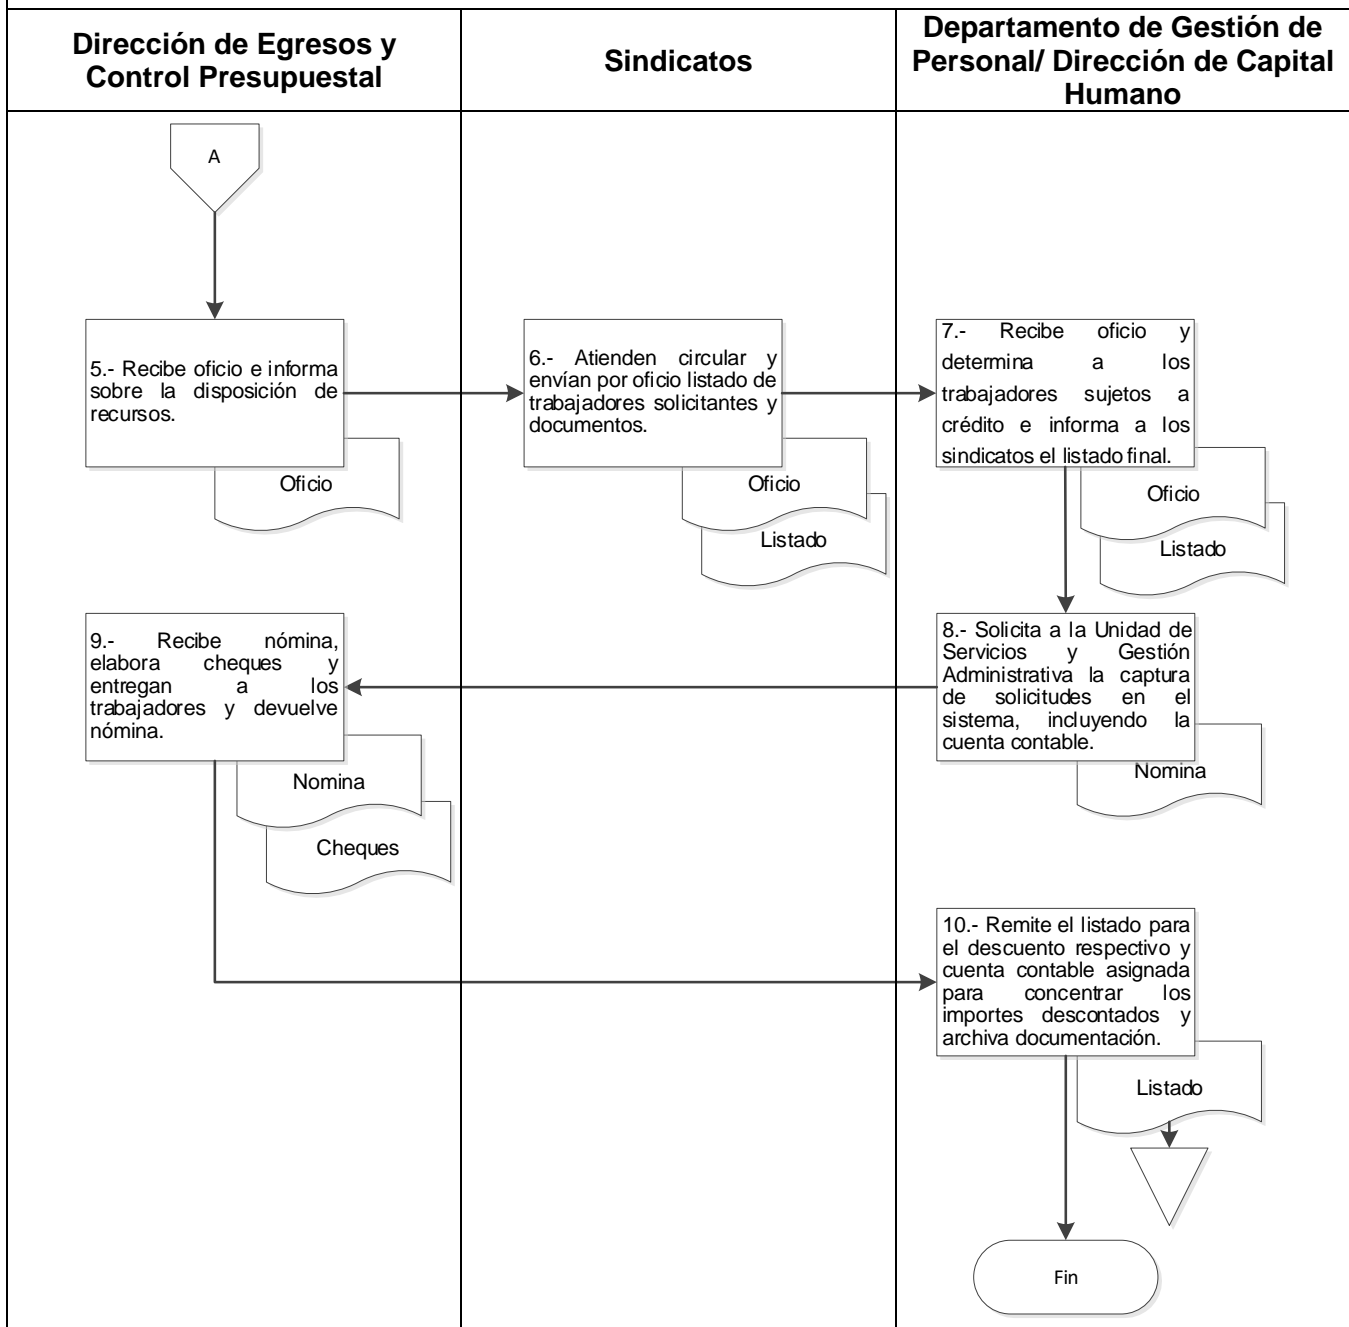 Dirección de Egresos y
Control Presupuestal
Sindicatos
Departamento de Gestión de
Personal/ Dirección de Capital
Humano
A
5.- Recibe oficio e informa
sobre la disposición de
recursos.
Oficio
6.- Atienden circular y
envían por oficio listado de
trabajadores solicitantes y
documentos.
Oficio
Listado
7.- Recibe oficio y
determina a los
trabajadores sujetos a
crédito e informa a los
sindicatos el listado final.
Oficio
Listado
8.- Solicita a la Unidad de
Servicios y Gestión
Administrativa la captura
de solicitudes en el
sistema, incluyendo la
cuenta contable.
Nomina
9.- Recibe nómina,
elabora cheques y
entregan a los
trabajadores y devuelve
nómina.
Nomina
Cheques
10.- Remite el listado para
el descuento respectivo y
cuenta contable asignada
para concentrar los
importes descontados y
archiva documentación.
Listado
Fin